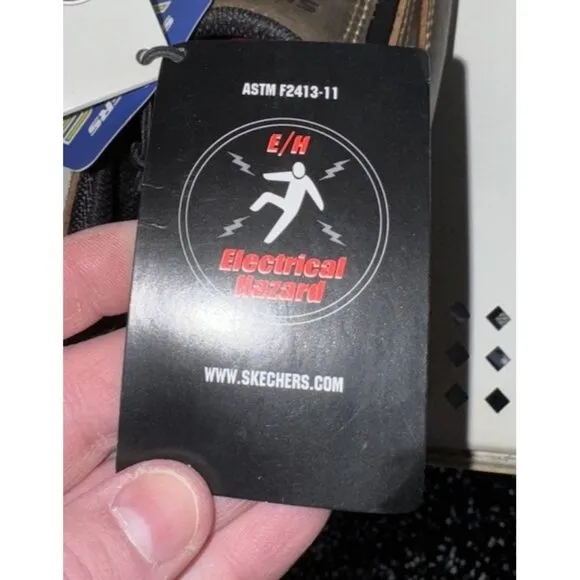 ASTM F2413-11
E/H
Electrical
Hazard
WWW.SKECHERS.COM